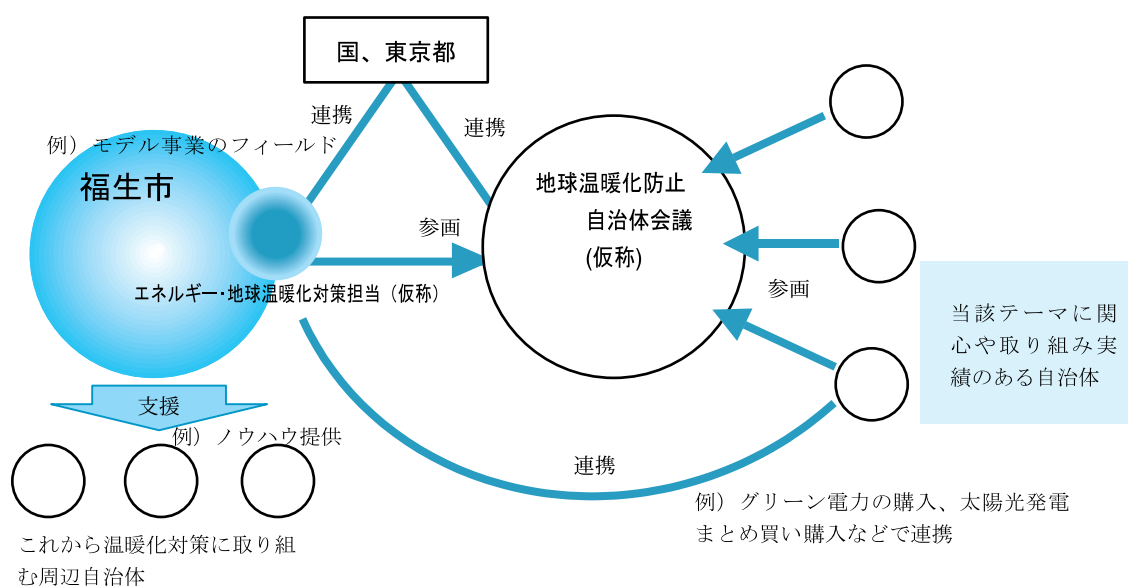 国、東京都
連携
連携
例）モデル事業のフィールド
福生市
地球温暖化防止
自治体会議
(仮称)
参画
エネルギー・地球温暖化対策担当（仮称）
参画
当該テーマに関
心や取り組み実
績のある自治体
支援
例）ノウハウ提供
連携
例）グリーン電力の購入、太陽光発電
まとめ買い購入などで連携
これから温暖化対策に取り組
む周辺自治体